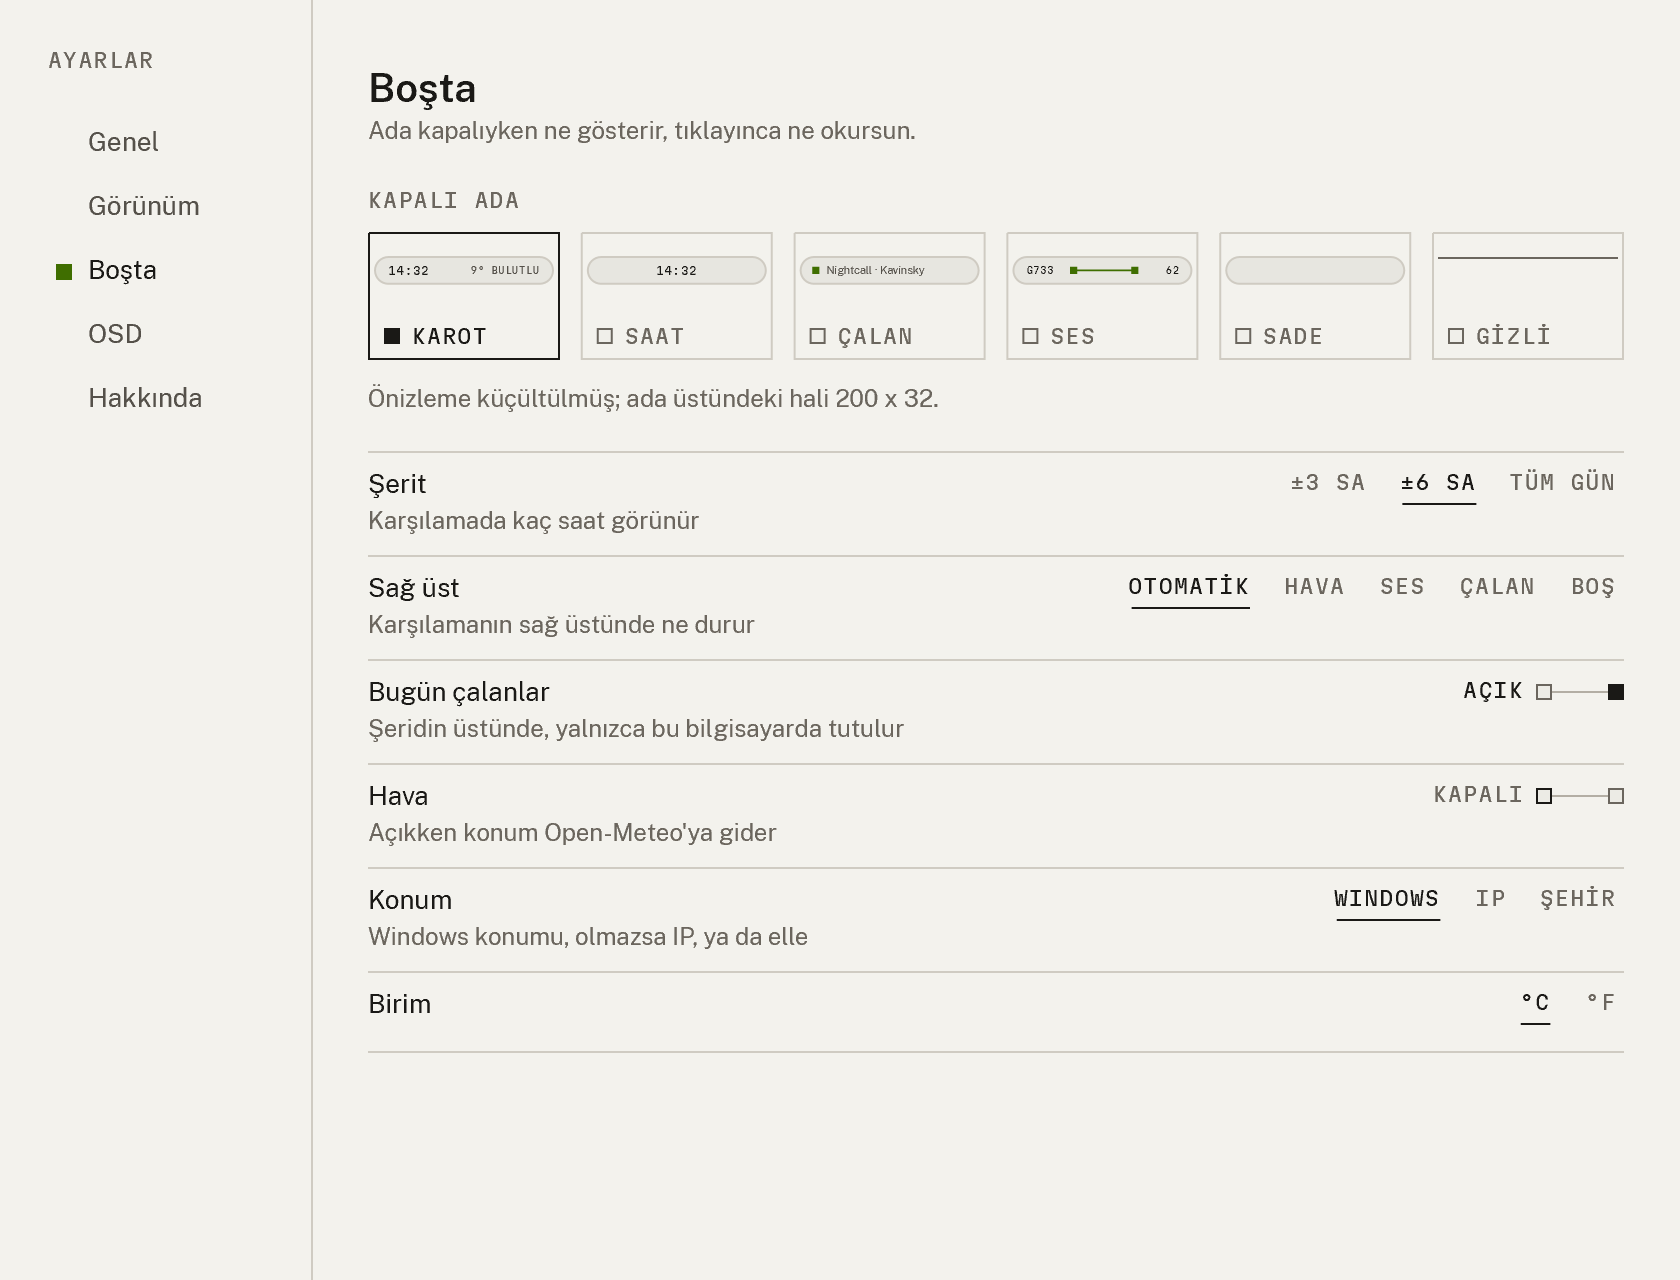 AYARLAR
Genel
Görünüm
Boşta
OSD
Hakkında
Boşta
Ada kapalıyken ne gösterir, tıklayınca ne okursun.
KAPALI ADA
14:32 9° BULUTLU
KAROT
14:32
SAAT
Nightcall · Kavinsky
ÇALAN
G733 62
SES
SADE
GİZLİ
Önizleme küçültülmüş; ada üstündeki hali 200 x 32.
Şerit ±3 SA ±6 SA TÜM GÜN
Karşılamada kaç saat görünür
Sağ üst OTOMATİK HAVA SES ÇALAN BOŞ
Karşılamanın sağ üstünde ne durur
Bugün çalanlar AÇIK
Şeridin üstünde, yalnızca bu bilgisayarda tutulur
Hava KAPALI
Açıkken konum Open-Meteo'ya gider
Konum WINDOWS IP ŞEHİR
Windows konumu, olmazsa IP, ya da elle
Birim °C °F